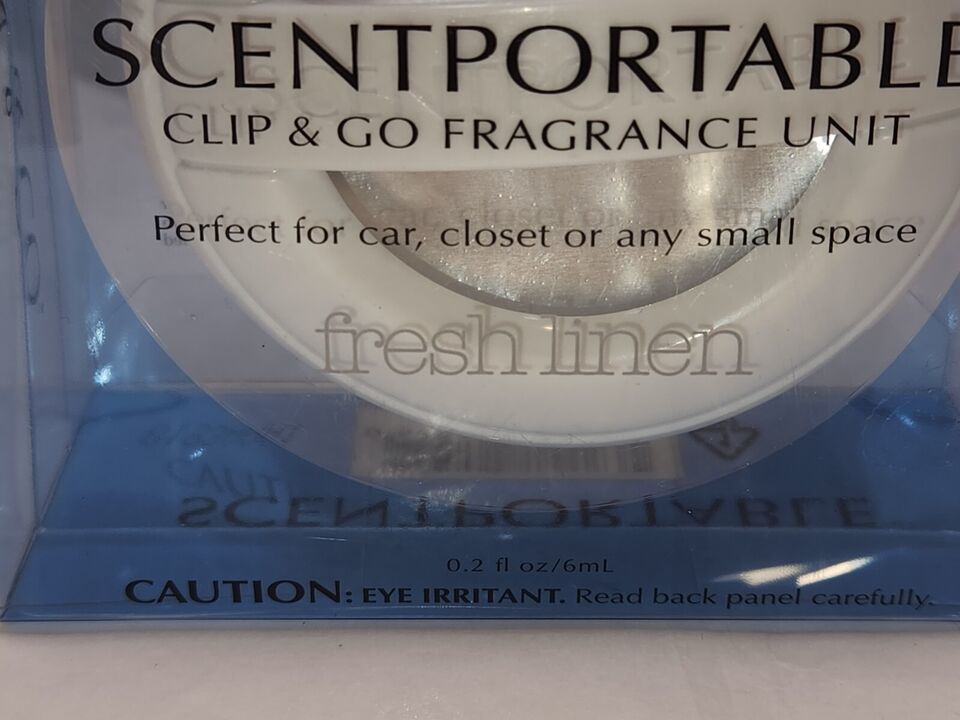 SCENTPORTABLE
CLIP & GO FRAGRANCE UNIT
Perfect for car, closet or any small space
fresh linen
SCENTPORTABLE
0.2 fl oz/6mL
CAUTION: EYE IRRITANT. Read back panel carefully.